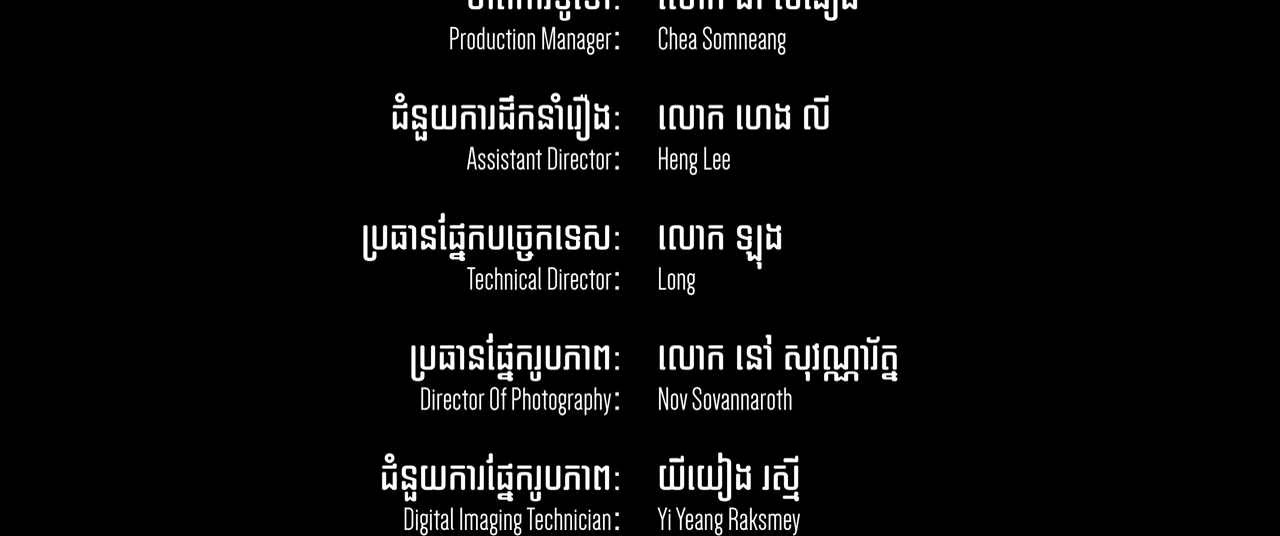 Production Manager: Chea Somneang
ជំនួយការដឹកនាំរឿង: លោក ហេង លី
Assistant Director: Heng Lee
ប្រធានផ្នែកបច្ចេកទេស: លោក ឡុង
Technical Director: Long
ប្រធានផ្នែករូបភាព: លោក នៅ សុវណ្ណារ័ត្ន
Director Of Photography: Nov Sovannaroth
ជំនួយការផ្នែករូបភាព: យីយៀង រស្មី
Digital Imaging Technician: Yi Yeang Raksmey